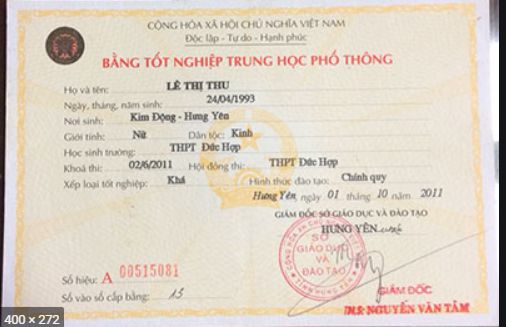 CỘNG HÒA XÃ HỘI CHỦ NGHĨA VIỆT NAM
Độc lập - Tự do - Hạnh phúc
BẰNG TỐT NGHIỆP TRUNG HỌC PHỔ THÔNG
Họ và tên: LÊ THỊ THU
Ngày, tháng, năm sinh: 24/04/1993
Nơi sinh: Kim Động - Hưng Yên
Giới tính: Nữ Dân tộc: Kinh
Học sinh trường: THPT Đức Hợp
Khoá thi: 02/6/2011 Hội đồng thi: THPT Đức Hợp
Xếp loại tốt nghiệp: Khá Hình thức đào tạo: Chính quy
Hưng Yên, ngày 01 tháng 10 năm 2011
GIÁM ĐỐC SỞ GIÁO DỤC VÀ ĐÀO TẠO
HƯNG YÊN
SỞ
GIÁO DỤC
VÀ
ĐÀO TẠO
TỈNH HƯNG YÊN
Số hiệu: A 00515081
Số vào sổ cấp bằng: 13
GIÁM ĐỐC
NGUYỄN VĂN TÁM
400 × 272